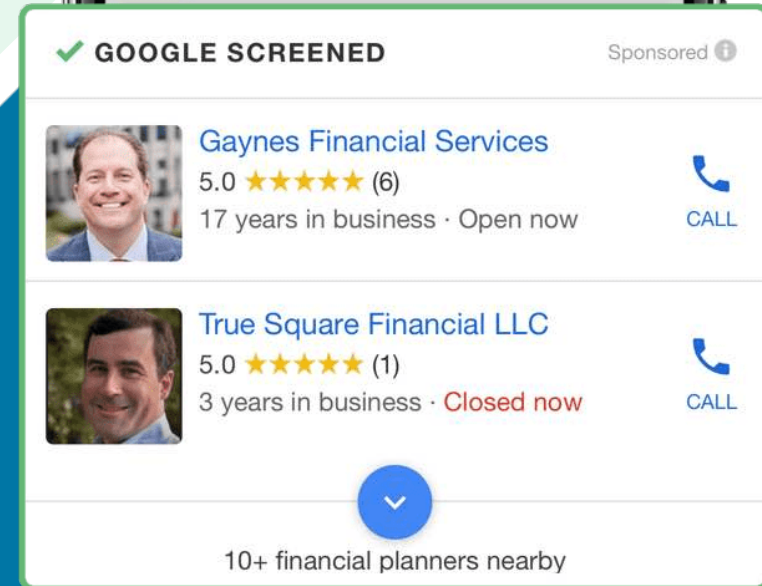 GOOGLE SCREENED
Sponsored
Gaynes Financial Services
5.0 ★★★★★ (6)
17 years in business · Open now
CALL
True Square Financial LLC
5.0 ★★★★★ (1)
3 years in business · Closed now
CALL
10+ financial planners nearby